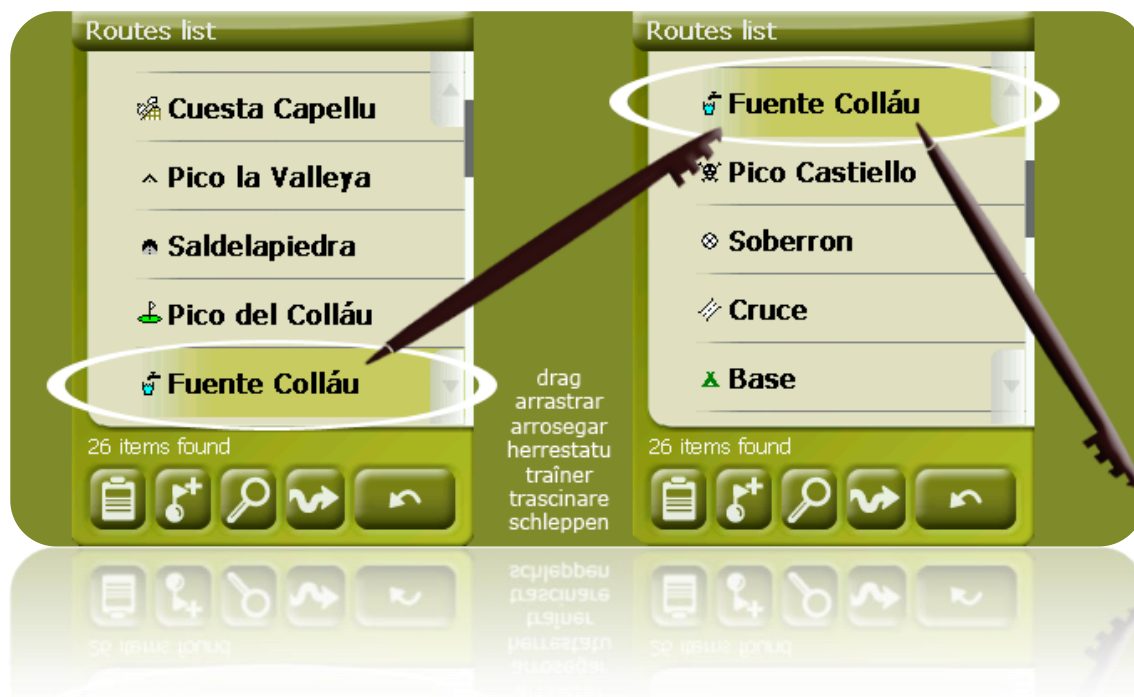 Routes list
Cuesta Capellu
Pico la Valleya
Saldelapiedra
Pico del Colláu
Fuente Colláu
26 items found
drag
arrastrar
arrosegar
herrestatu
traîner
trascinare
schleppen
Routes list
Fuente Colláu
Pico Castiello
Soberron
Cruce
Base
26 items found